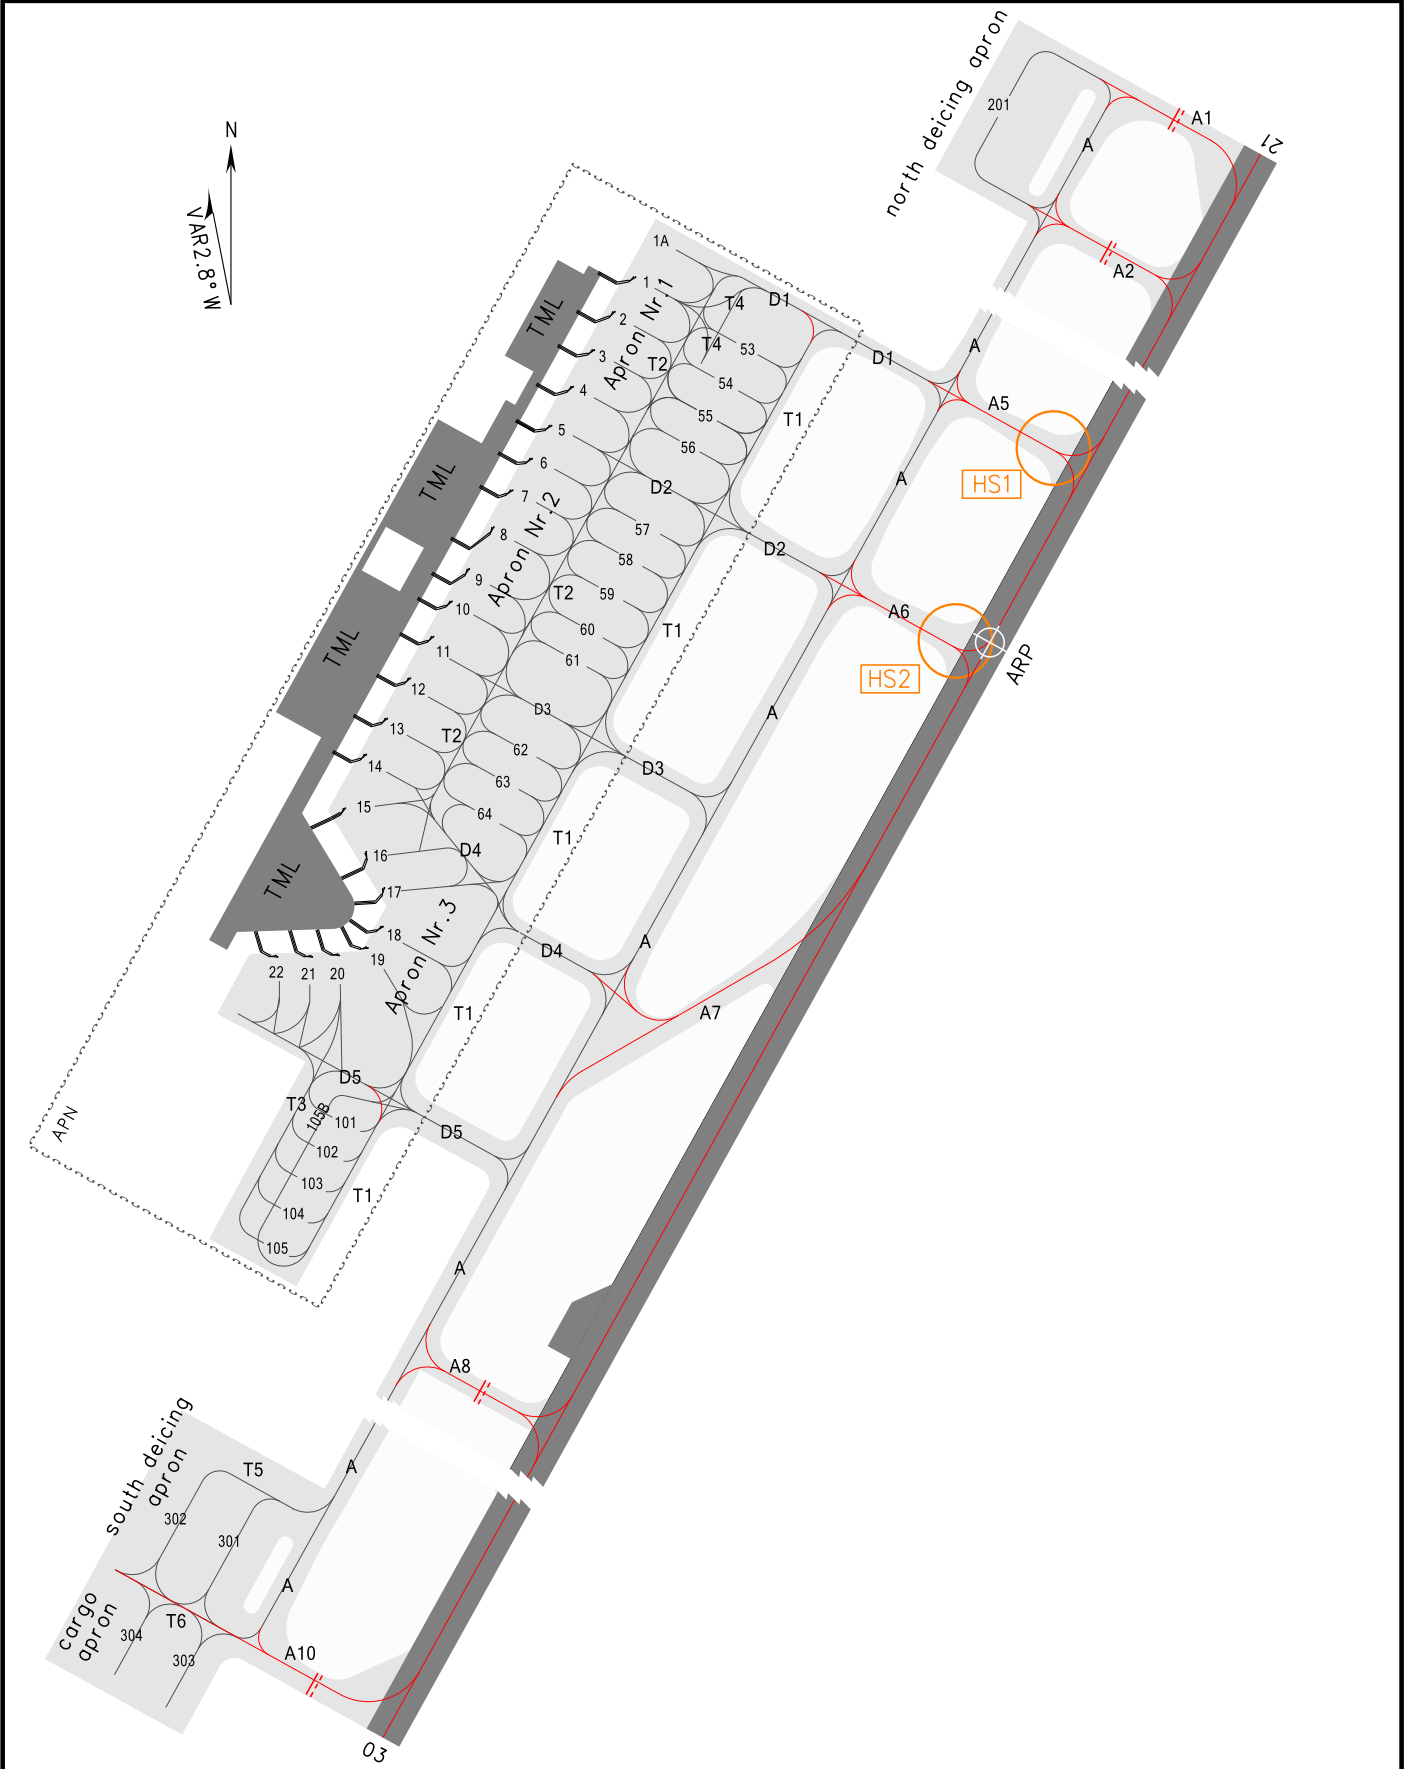 north deicing apron
201
A1
21
A
A2
N
VAR2.8° W
1A
1
T4
D1
TML
2
Apron Nr.1
T4
53
3
T2
D1
A
54
4
A5
55
T1
5
56
6
TML
A
HS1
D2
7
57
8
Apron Nr.2
D2
58
9
T2
59
A6
10
60
T1
ARP
TML
11
61
HS2
12
D3
A
13
T2
62
14
D3
63
15
64
T1
16
D4
TML
17
Apron Nr.3
18
A
D4
19
22
21
20
T1
A7
D5
T3
105B
101
APN
D5
102
103
T1
104
105
A
A8
south deicing
apron
T5
A
302
301
A
cargo
apron
T6
304
A10
303
03